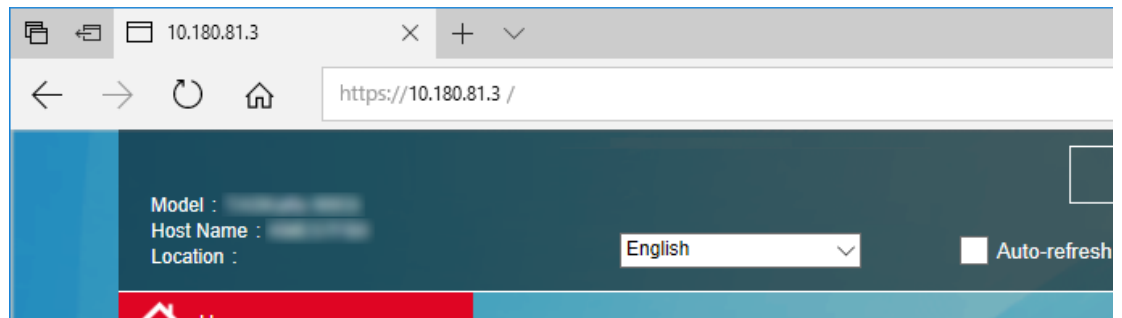 10.180.81.3
https://10.180.81.3 /
Model :
Host Name :
Location :
English
Auto-refresh